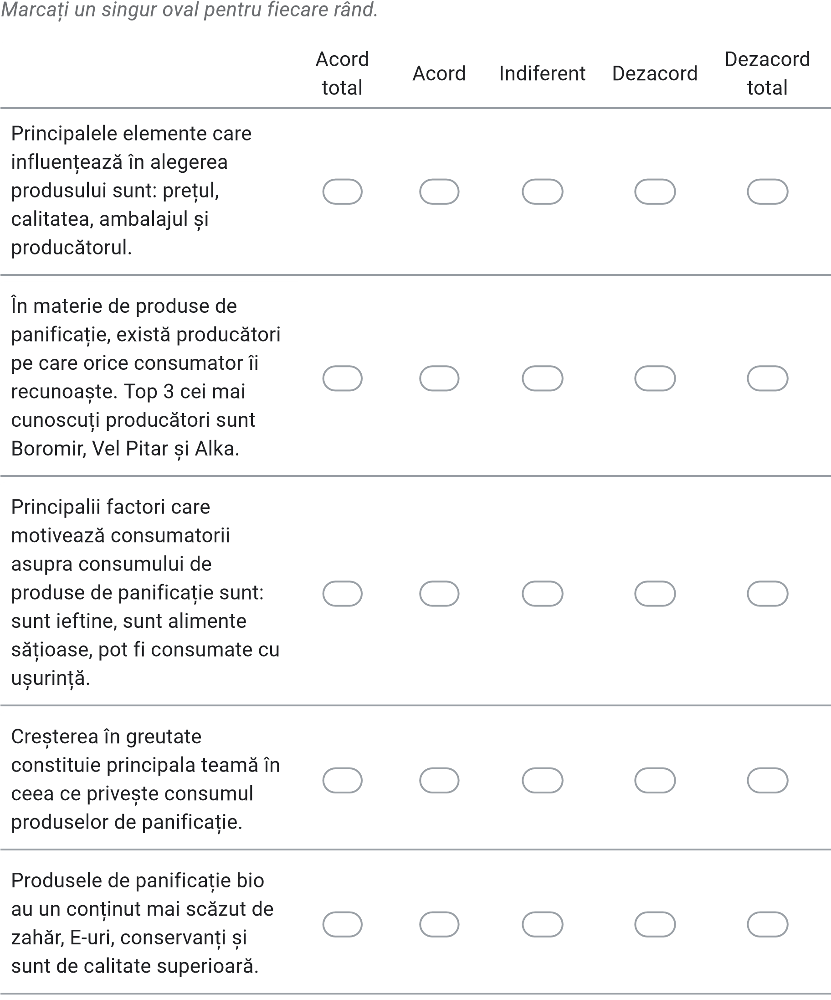 Marcați un singur oval pentru fiecare rând.
Acord total
Acord
Indiferent
Dezacord
Dezacord total
Principalele elemente care
influențează în alegerea
produsului sunt: prețul,
calitatea, ambalajul și
producătorul.
În materie de produse de
panificație, există producători
pe care orice consumator îi
recunoaște. Top 3 cei mai
cunoscuți producători sunt
Boromir, Vel Pitar și Alka.
Principalii factori care
motivează consumatorii
asupra consumului de
produse de panificație sunt:
sunt ieftine, sunt alimente
sățioase, pot fi consumate cu
ușurință.
Creșterea în greutate
constituie principala teamă în
ceea ce privește consumul
produselor de panificație.
Produsele de panificație bio
au un conținut mai scăzut de
zahăr, E-uri, conservanți și
sunt de calitate superioară.